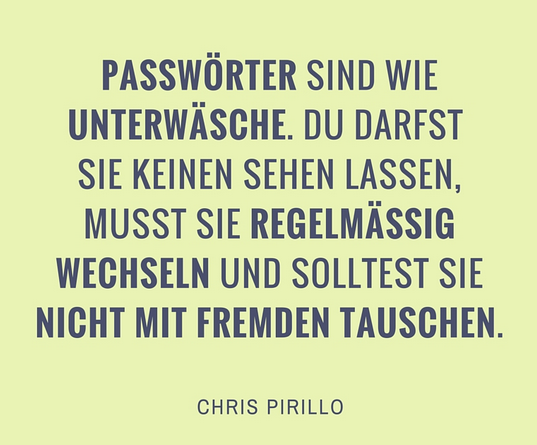 PASSWÖRTER SIND WIE
UNTERWÄSCHE. DU DARFST
SIE KEINEN SEHEN LASSEN,
MUSST SIE REGELMÄSSIG
WECHSELN UND SOLLTEST SIE
NICHT MIT FREMDEN TAUSCHEN.
CHRIS PIRILLO